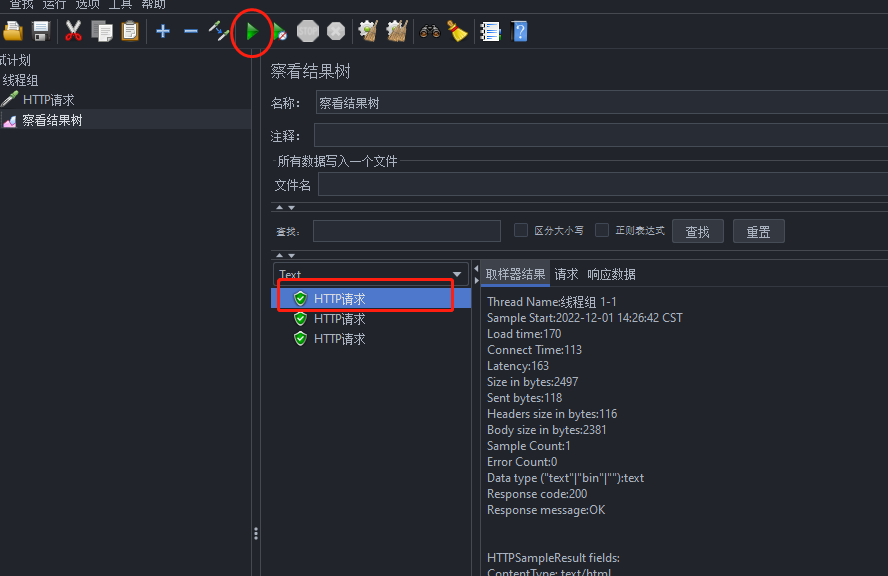 查找 运行 选项 工具 帮助
STOP
试计划
线程组
HTTP请求
察看结果树
察看结果树
名称：
察看结果树
注释：
所有数据写入一个文件
文件名
查找:
区分大小写
正则表达式
查找
重置
Text
取样器结果 请求 响应数据
HTTP请求
HTTP请求
HTTP请求
Thread Name:线程组 1-1
Sample Start:2022-12-01 14:26:42 CST
Load time:170
Connect Time:113
Latency:163
Size in bytes:2497
Sent bytes:118
Headers size in bytes:116
Body size in bytes:2381
Sample Count:1
Error Count:0
Data type ("text"|"bin"|""):text
Response code:200
Response message:OK
HTTPSampleResult fields:
ContentType: text/html